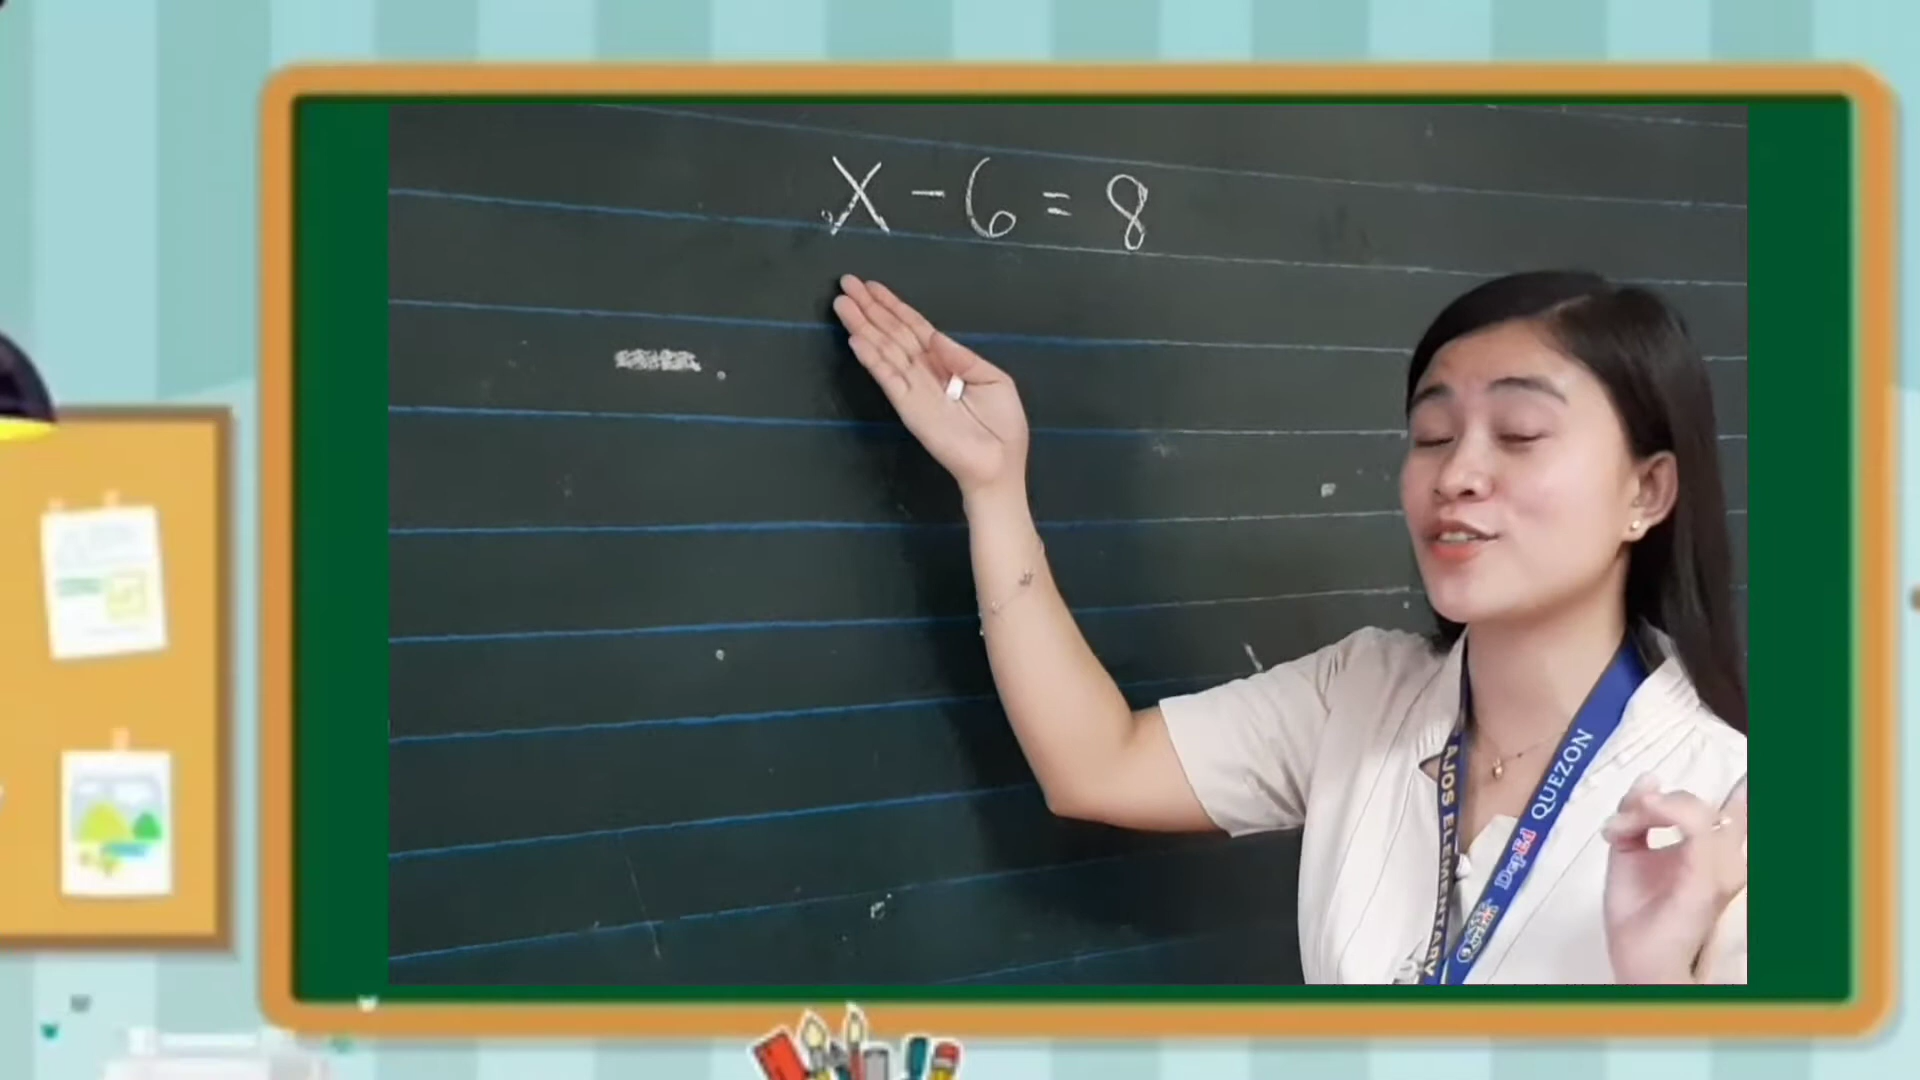 x - 6 = 8
AJOS ELEMENTARY
DepEd QUEZON